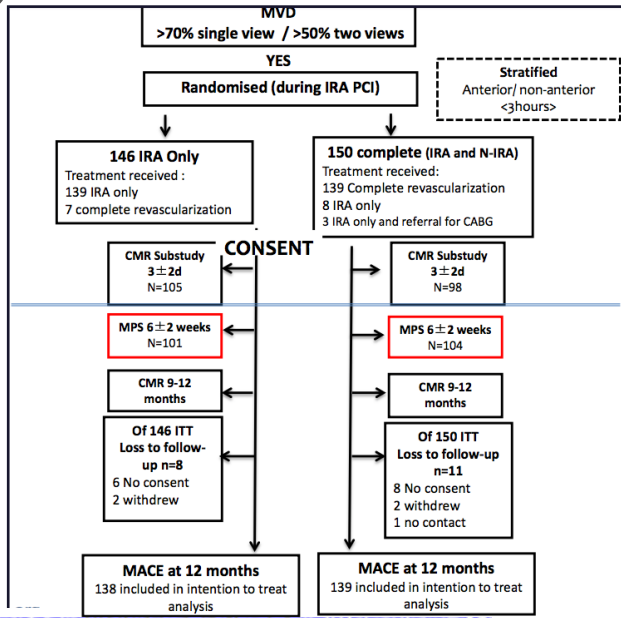 MVD
>70% single view / >50% two views
YES
Randomised (during IRA PCI)
Stratified
Anterior/ non-anterior
<3hours>
146 IRA Only
Treatment received :
139 IRA only
7 complete revascularization
150 complete (IRA and N-IRA)
Treatment received:
139 Complete revascularization
8 IRA only
3 IRA only and referral for CABG
CONSENT
CMR Substudy
3±2d
N=105
CMR Substudy
3±2d
N=98
MPS 6±2 weeks
N=101
MPS 6±2 weeks
N=104
CMR 9-12
months
CMR 9-12
months
Of 146 ITT
Loss to follow-
up n=8
6 No consent
2 withdrew
Of 150 ITT
Loss to follow-up
n=11
8 No consent
2 withdrew
1 no contact
MACE at 12 months
138 included in intention to treat
analysis
MACE at 12 months
139 included in intention to treat
analysis